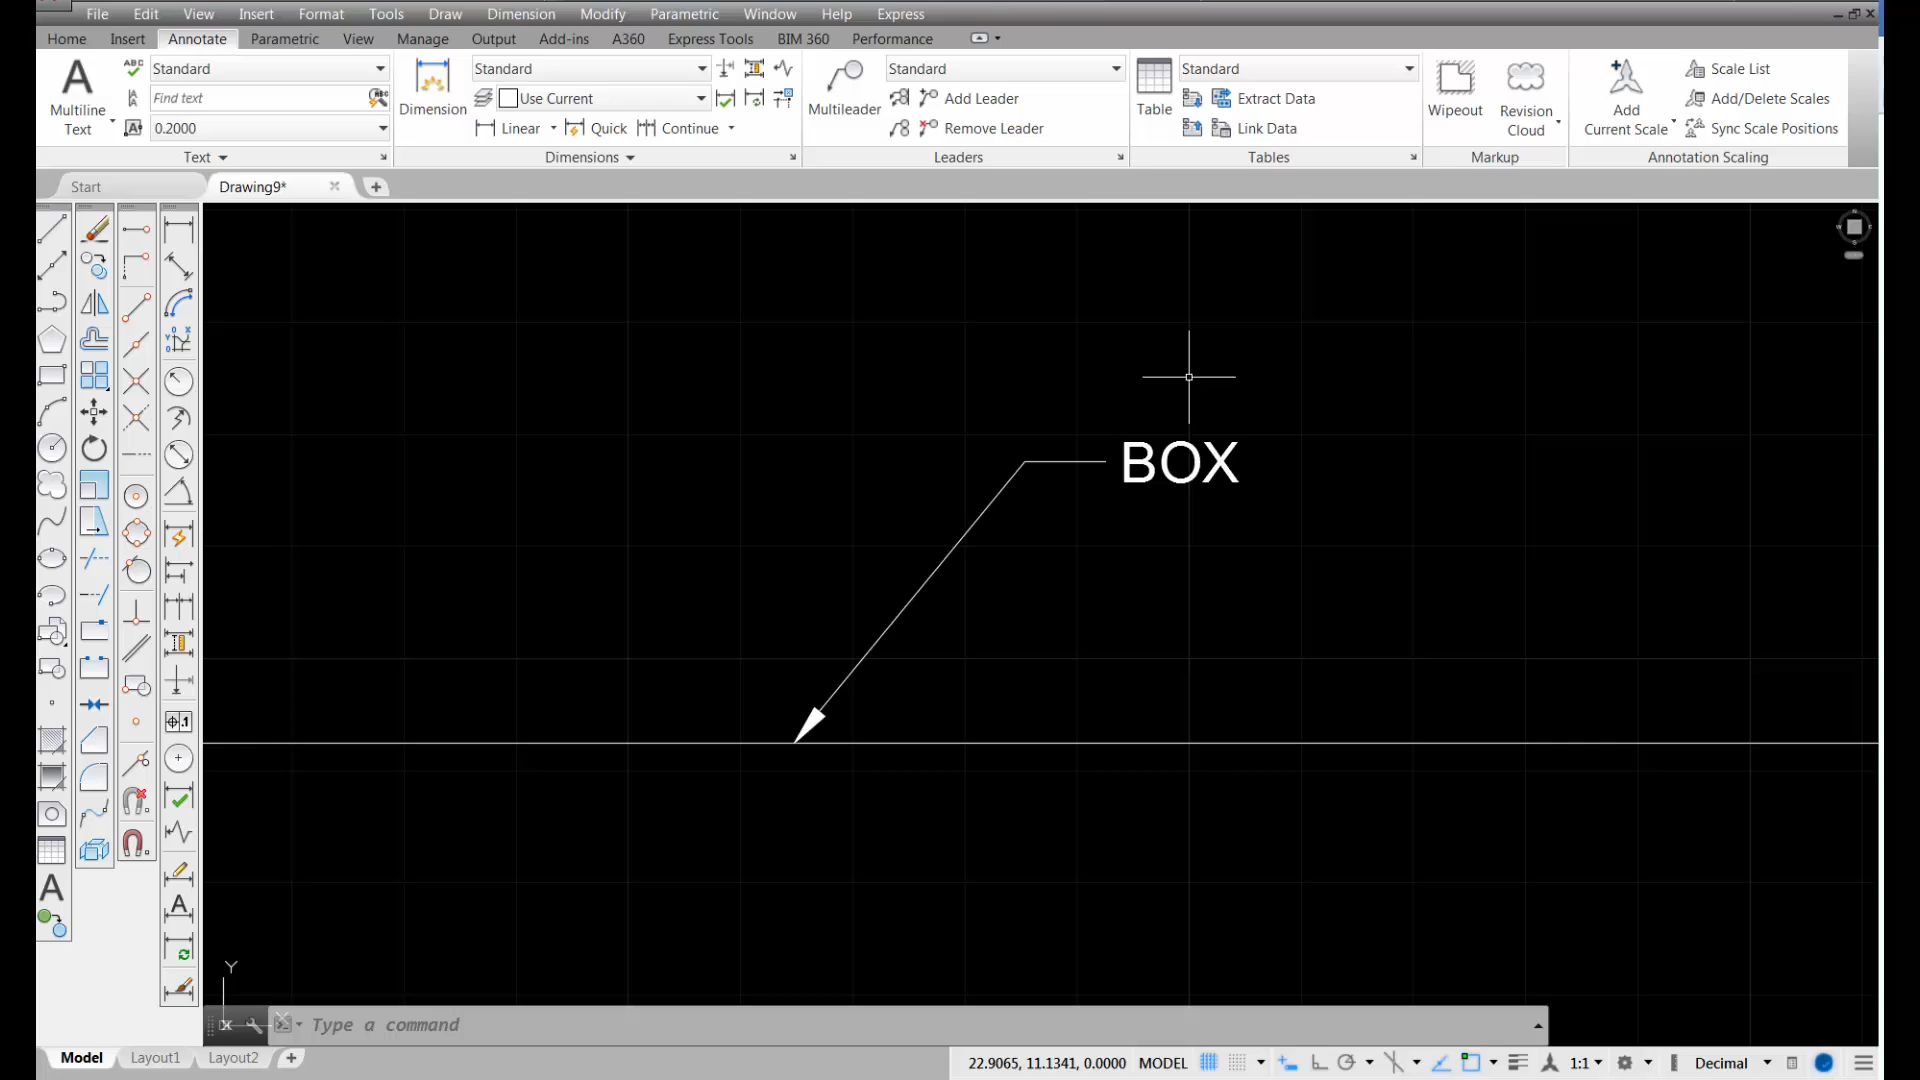 File Edit View Insert Format Tools Draw Dimension Modify Parametric Window Help Express
Home Insert Annotate Parametric View Manage Output Add-ins A360 Express Tools BIM 360 Performance
A Multiline Text
ABC Standard
Find text
ABC
A 0.2000
Text
Dimension
Standard
Use Current
Linear Quick Continue
Dimensions
Multileader
Standard
Add Leader
Remove Leader
Leaders
Table
Standard
Extract Data
Link Data
Tables
Wipeout
Revision Cloud
Markup
Add Current Scale
Scale List
Add/Delete Scales
Sync Scale Positions
Annotation Scaling
Start Drawing9*
BOX
Y
X
Type a command
Model Layout1 Layout2
22.9065, 11.1341, 0.0000 MODEL 1:1 Decimal